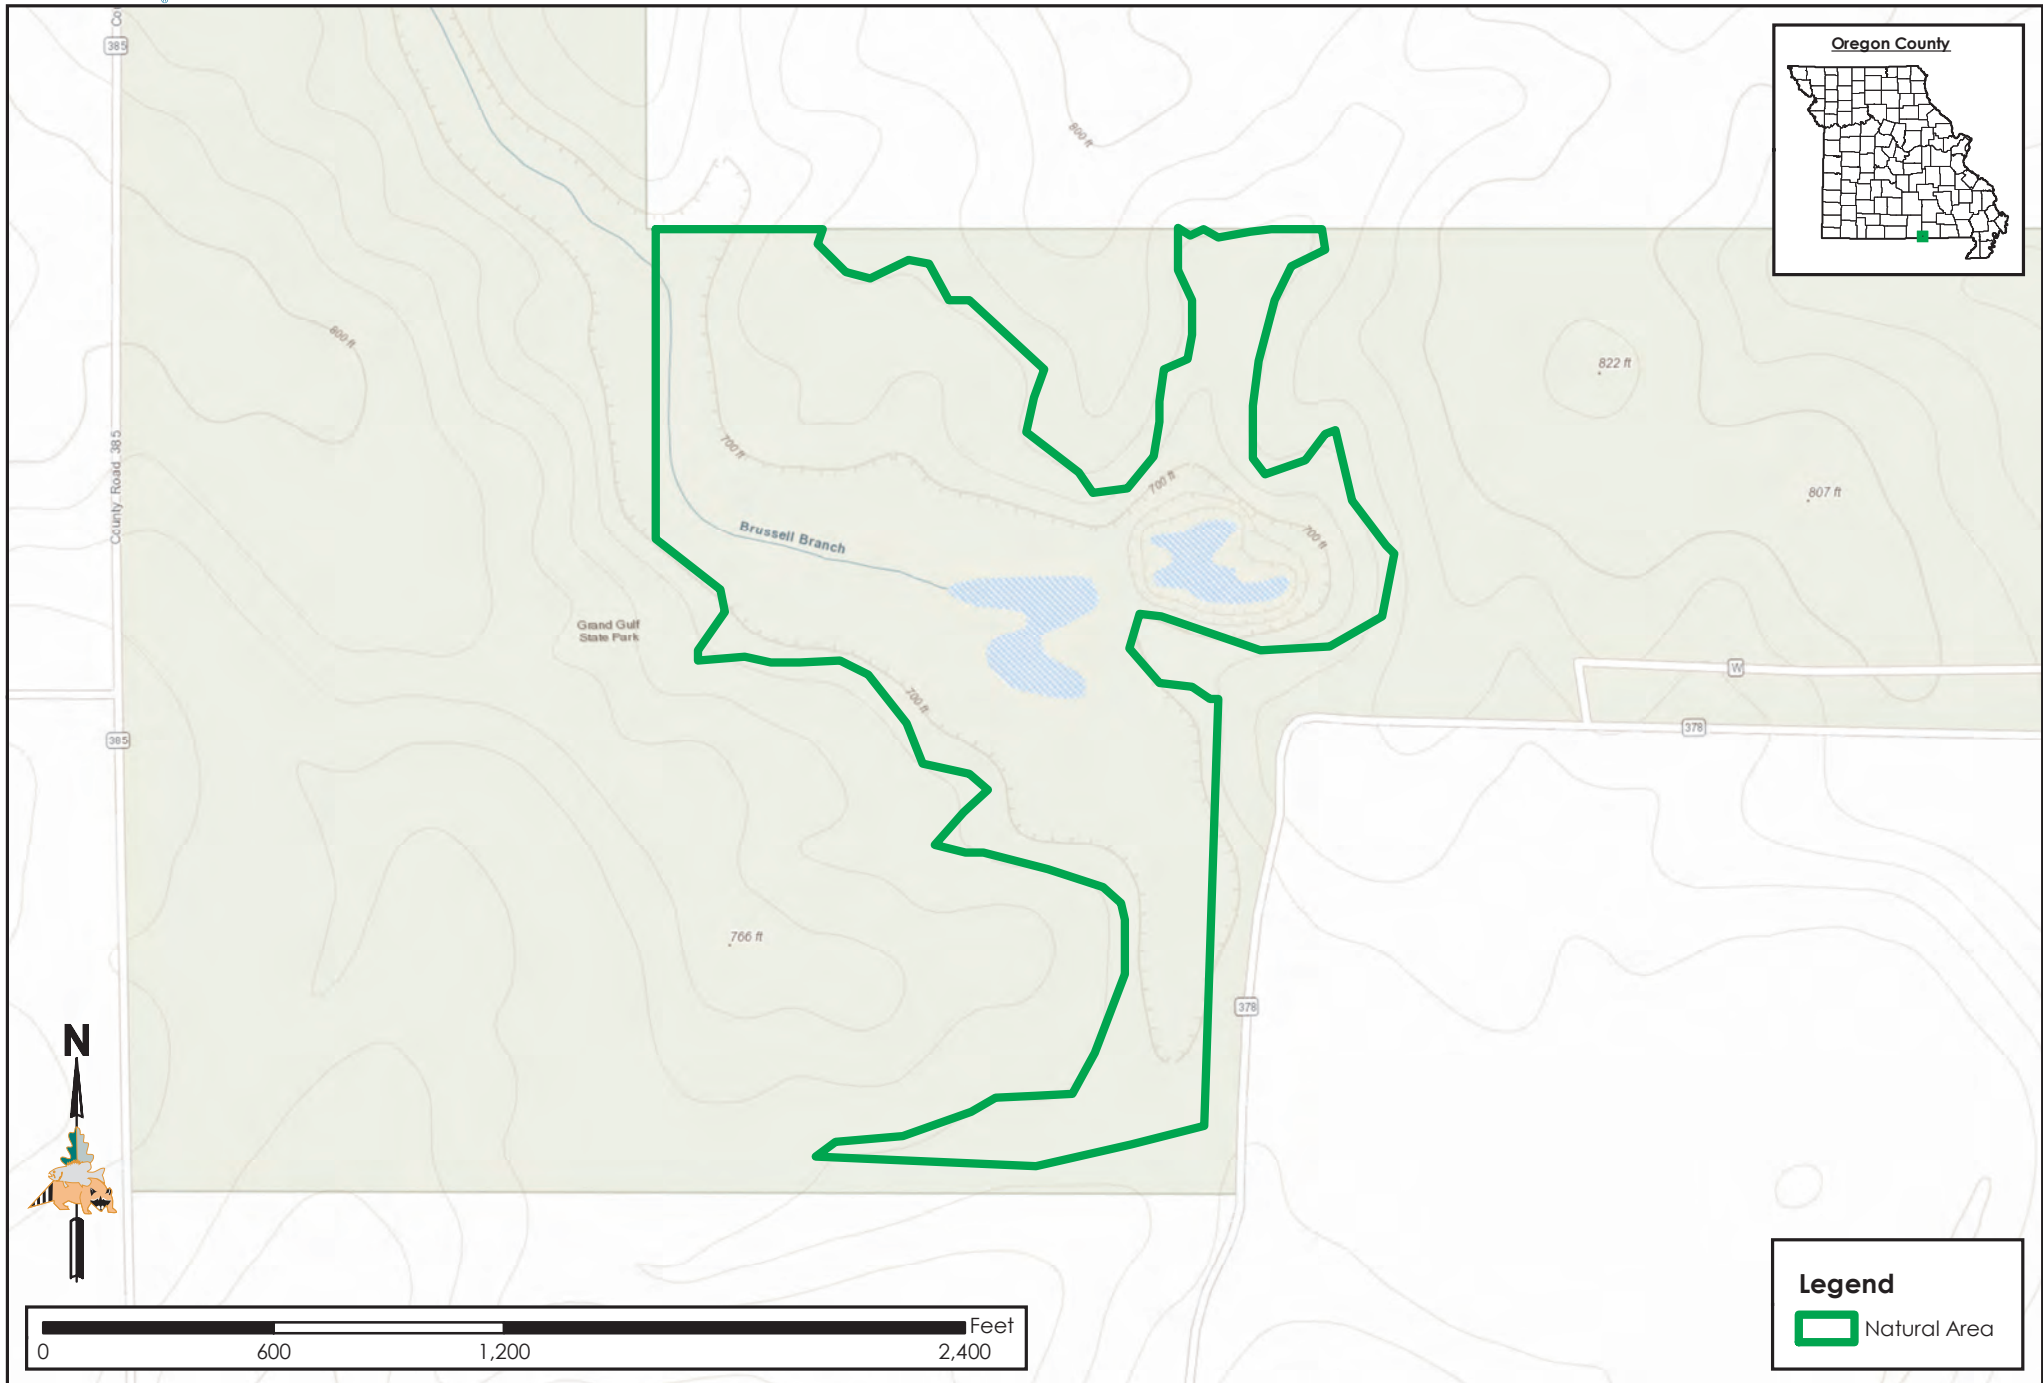 385
Co
Oregon County
800 ft
800 ft
822 ft
County Road 385
700 ft
700 ft
807 ft
Brussell Branch
700 ft
Grand Gulf
State Park
W
700 ft
378
385
766 ft
378
N
Legend
Natural Area
Feet
0 600 1,200 2,400